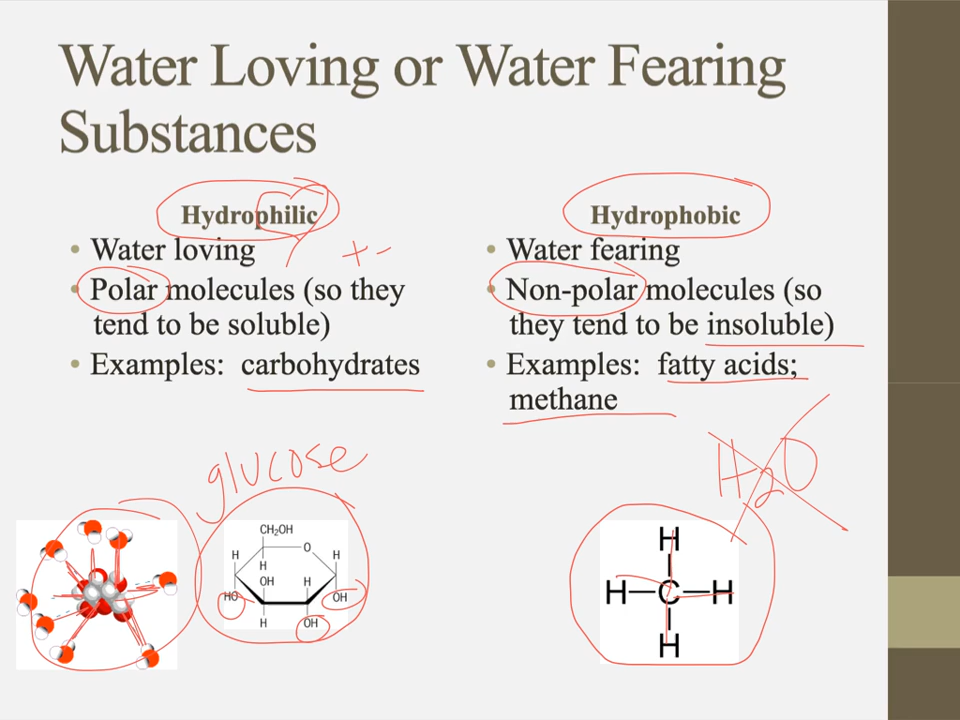 Water Loving or Water Fearing
Substances
Hydrophilic
• Water loving
+ -
• Polar molecules (so they
tend to be soluble)
• Examples: carbohydrates
Hydrophobic
• Water fearing
• Non-polar molecules (so
they tend to be insoluble)
• Examples: fatty acids;
methane
glucose
CH₂OH
O
H
H
H
OH
H
HO
OH
H
OH
H₂O
H
H C H
H